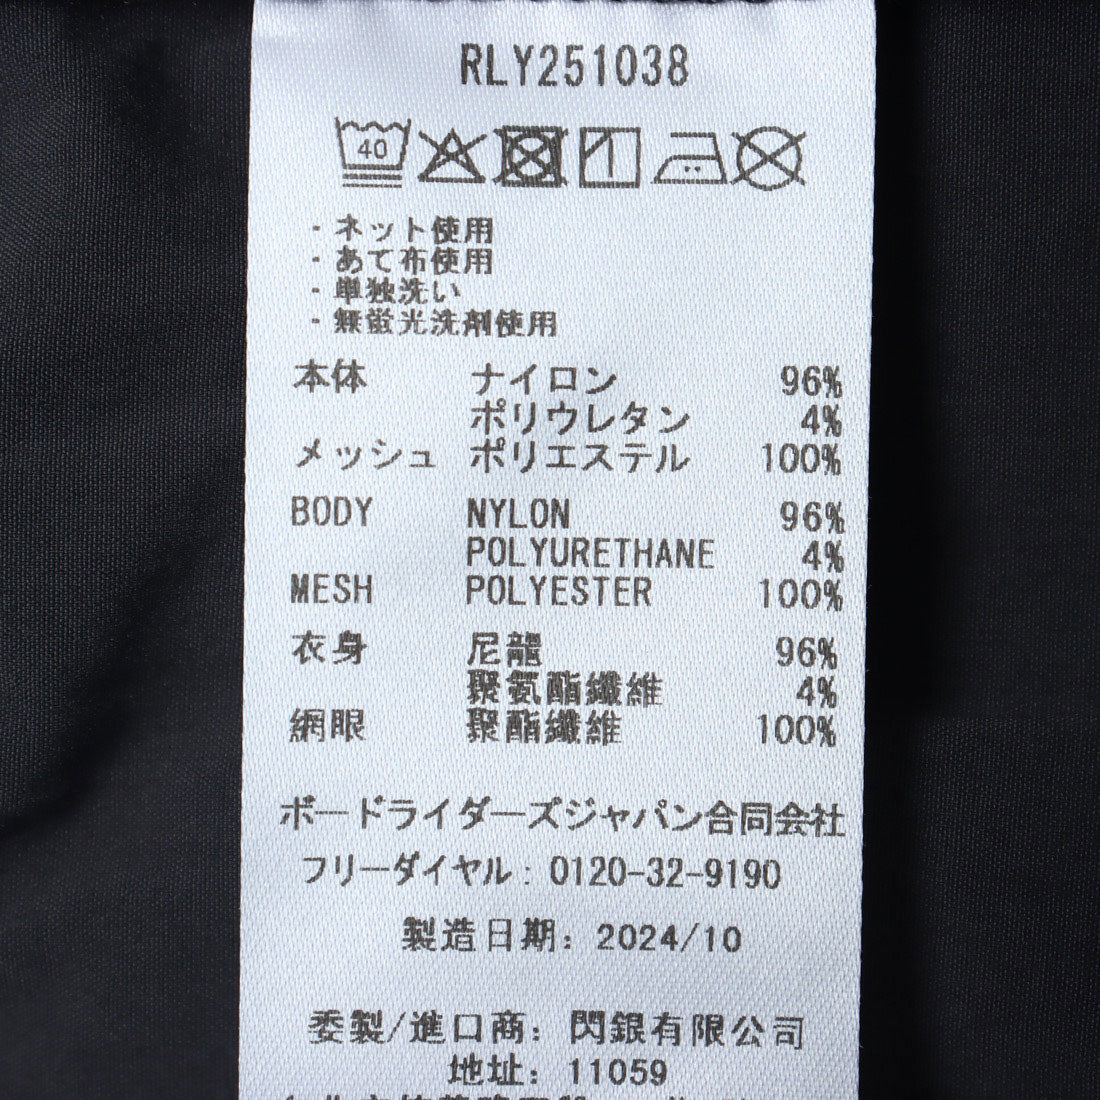 RLY251038
40
・ネット使用
・あて布使用
・単独洗い
・無蛍光洗剤使用
本体 ナイロン 96%
ポリウレタン 4%
メッシュ ポリエステル 100%
BODY NYLON 96%
POLYURETHANE 4%
MESH POLYESTER 100%
衣身 尼龍 96%
聚氨酯纖維 4%
網眼 聚酯纖維 100%
ボードライダーズジャパン合同会社
フリーダイヤル：0120-32-9190
製造日期：2024/10
委製/進口商：閃銀有限公司
地址：11059